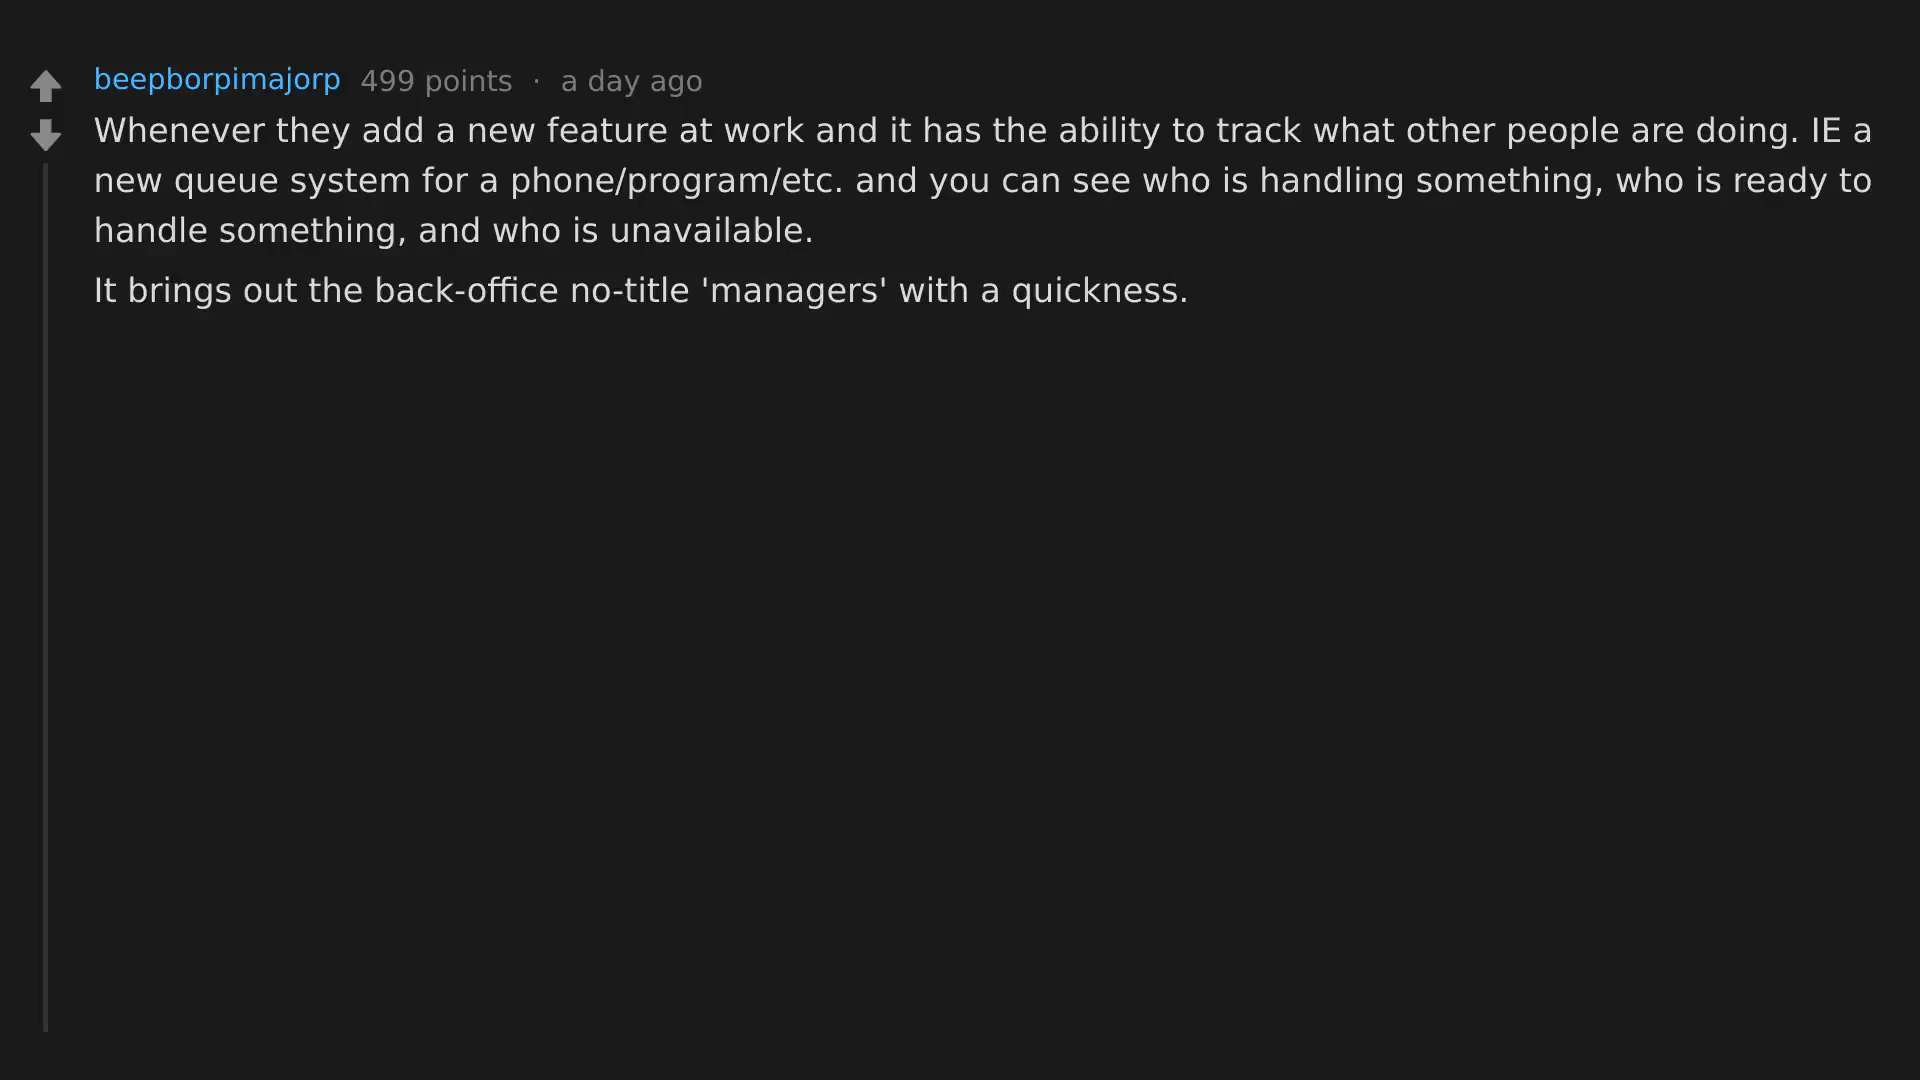 beepborpimajorp 499 points · a day ago
Whenever they add a new feature at work and it has the ability to track what other people are doing. IE a
new queue system for a phone/program/etc. and you can see who is handling something, who is ready to
handle something, and who is unavailable.
It brings out the back-office no-title 'managers' with a quickness.